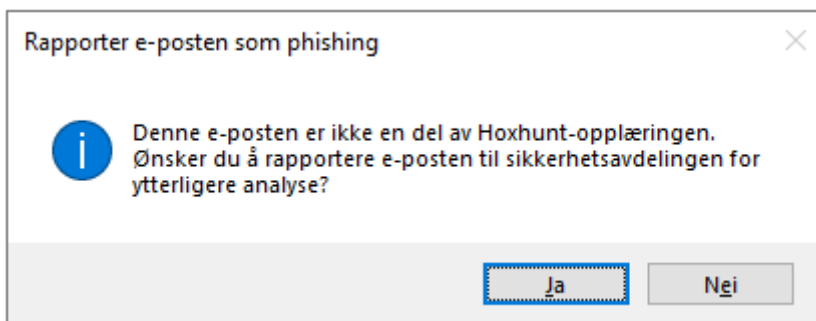 Rapporter e-posten som phishing
Denne e-posten er ikke en del av Hoxhunt-opplæringen.
Ønsker du å rapportere e-posten til sikkerhetsavdelingen for
ytterligere analyse?
Ja
Nei